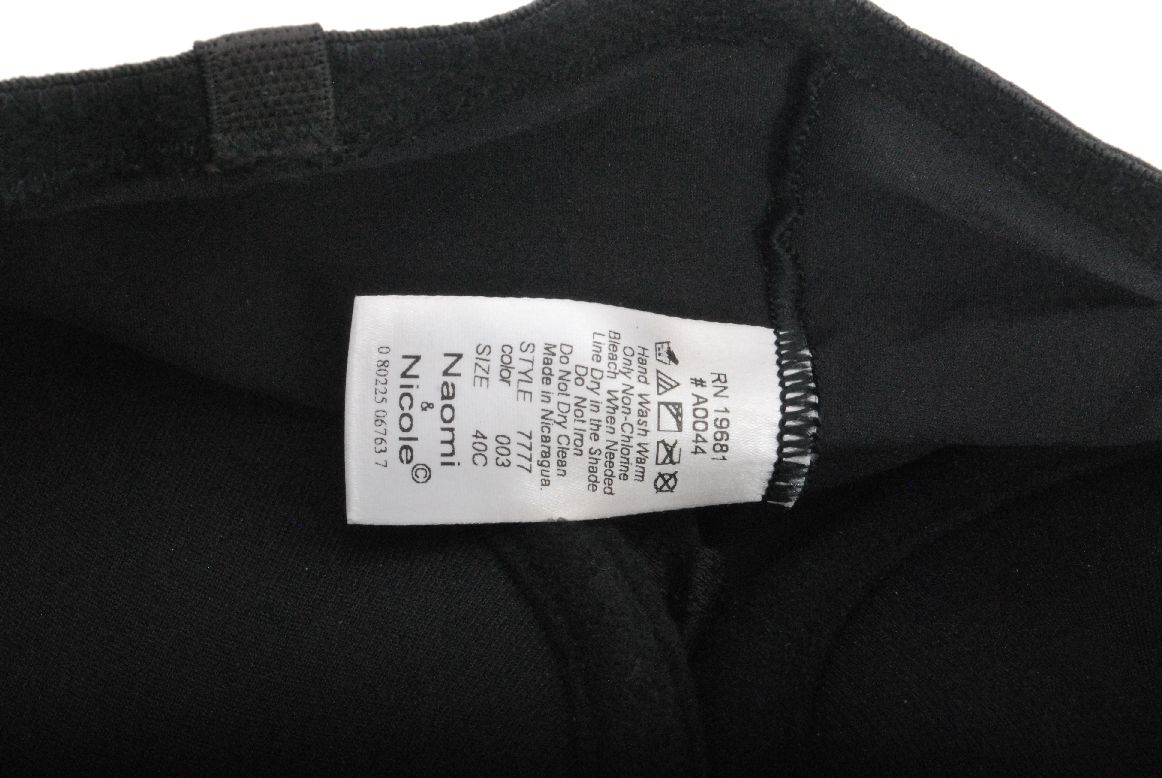 RN 19681
# A0044
Hand Wash Warm
Only Non-Chlorine
Bleach When Needed
Line Dry in the Shade
Do Not Iron
Do Not Dry Clean
Made in Nicaragua.
STYLE 7777
color 003
SIZE 40C
Naomi
&
Nicole©
0 80225 06763 7